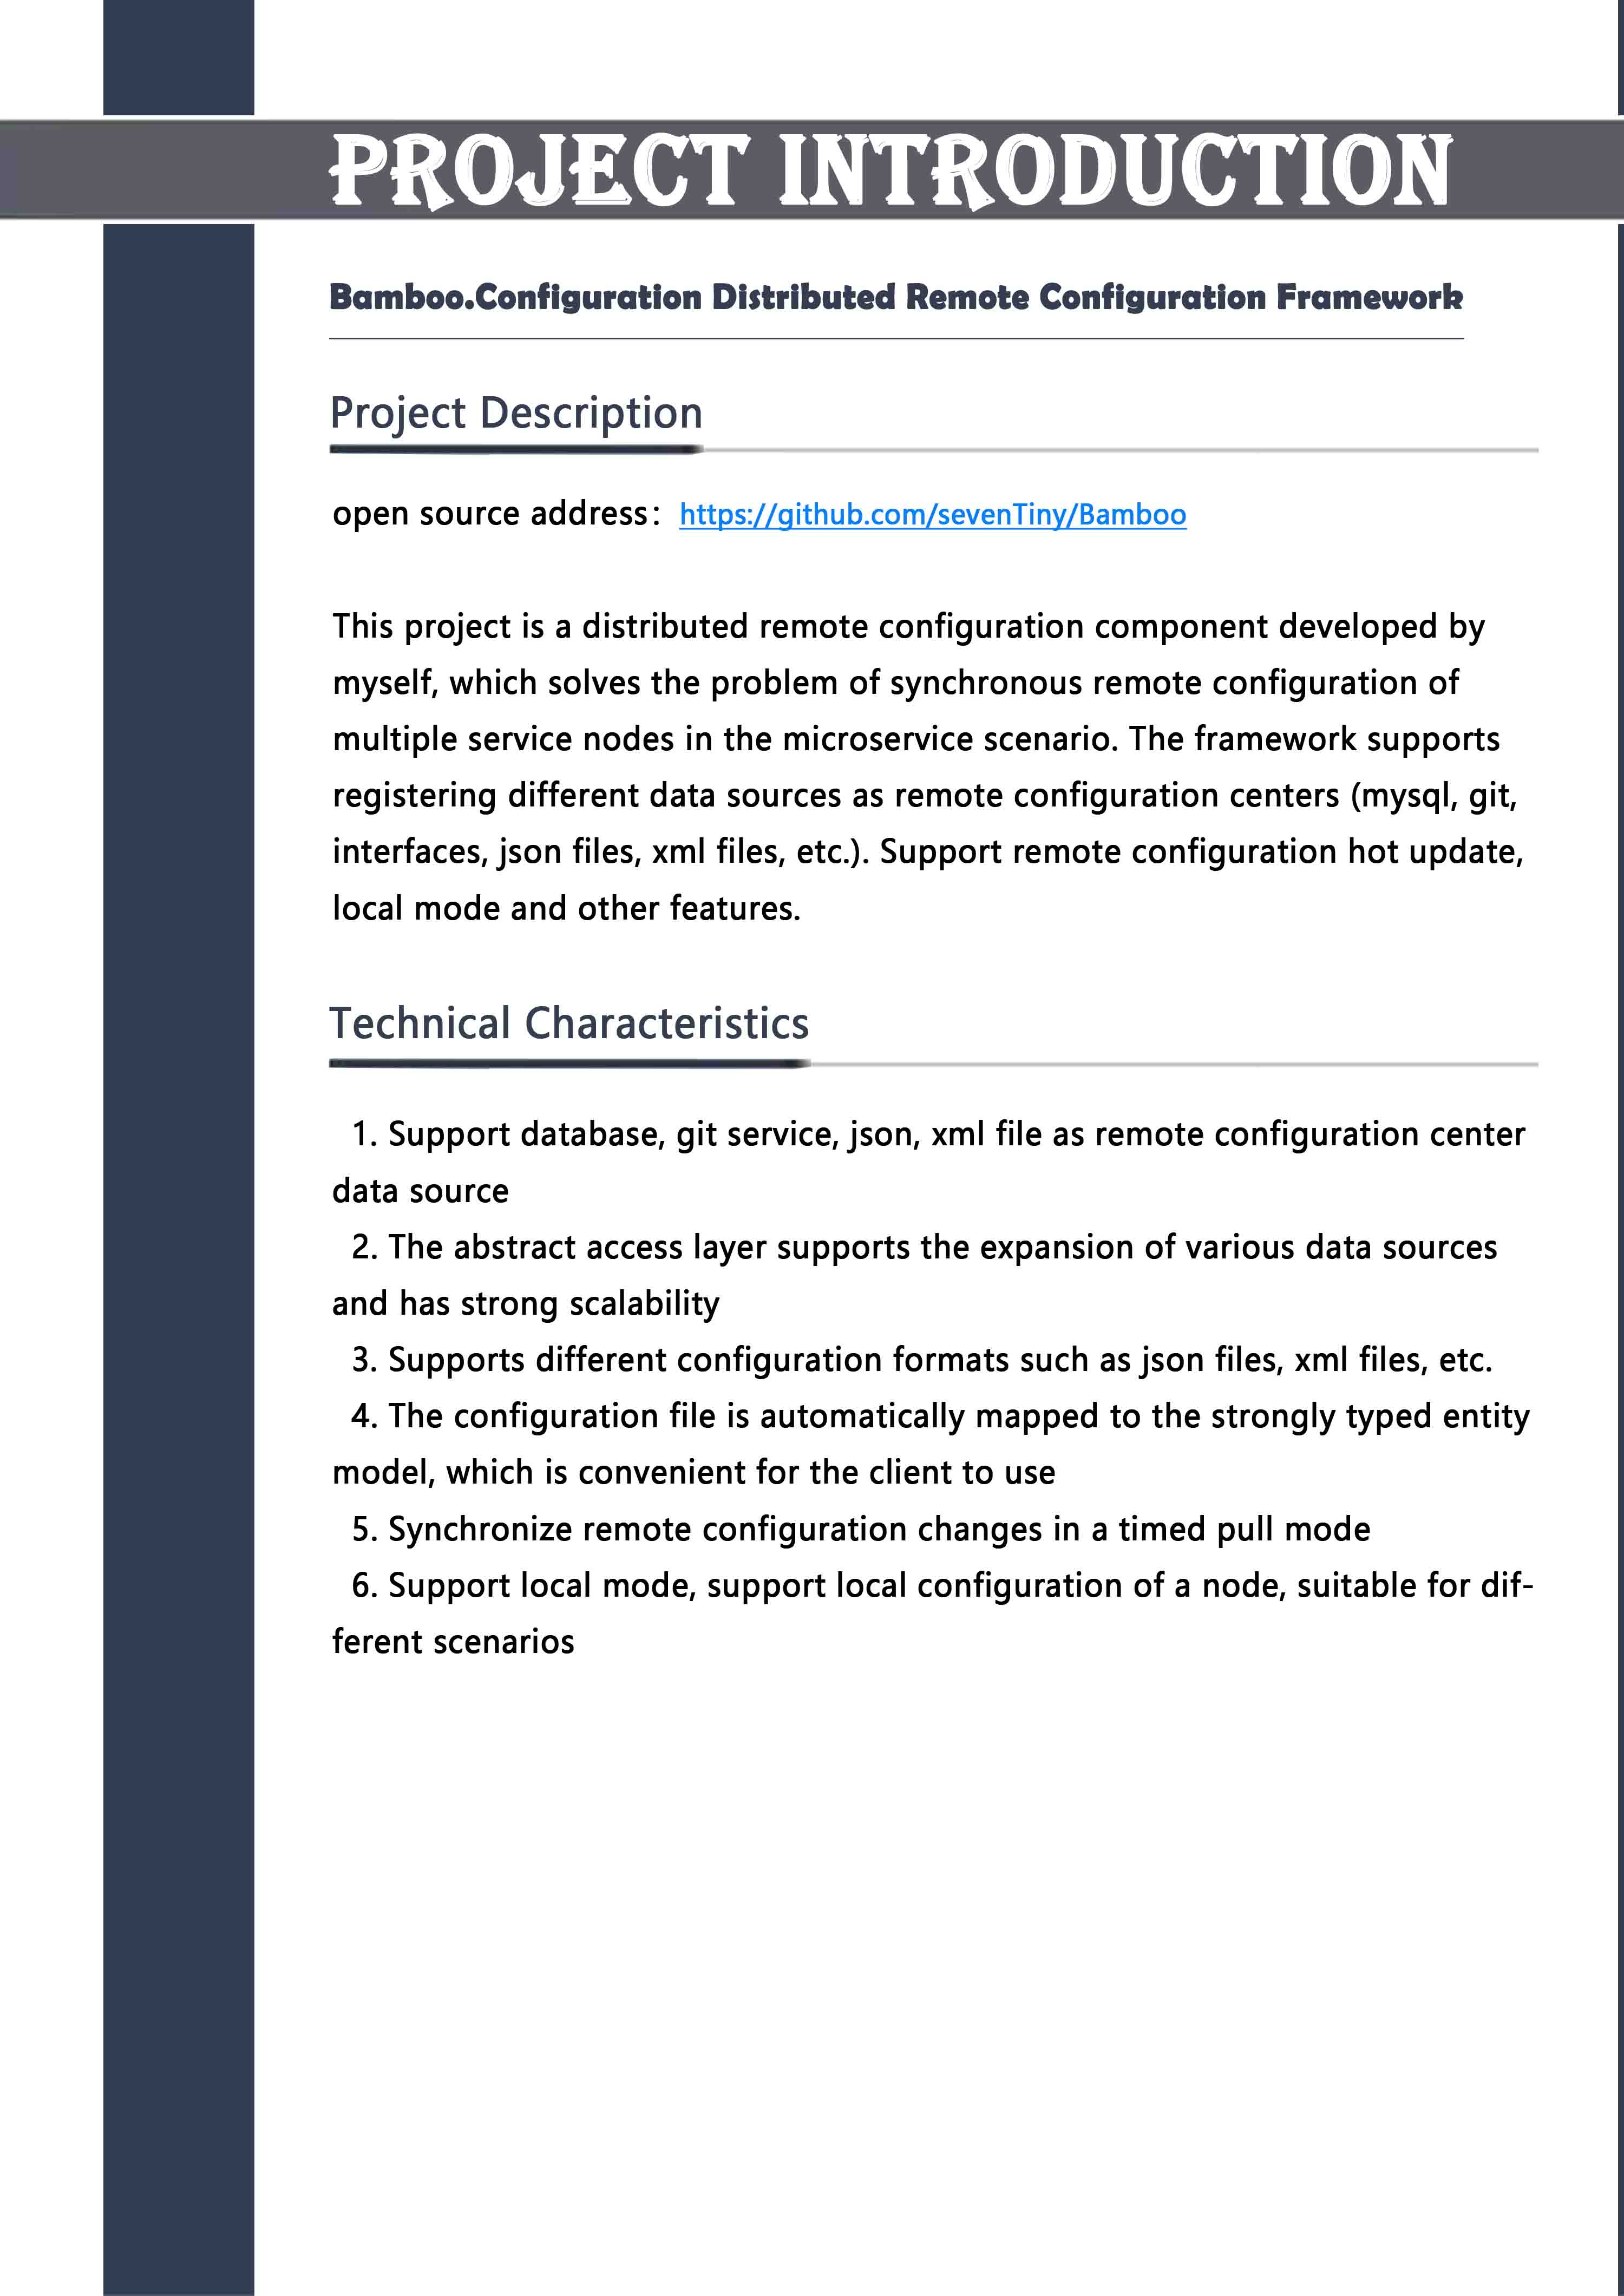 PROJECT INTRODUCTION
Bamboo.Configuration Distributed Remote Configuration Framework
Project Description
open source address：https://github.com/sevenTiny/Bamboo
This project is a distributed remote configuration component developed by
myself, which solves the problem of synchronous remote configuration of
multiple service nodes in the microservice scenario. The framework supports
registering different data sources as remote configuration centers (mysql, git,
interfaces, json files, xml files, etc.). Support remote configuration hot update,
local mode and other features.
Technical Characteristics
1. Support database, git service, json, xml file as remote configuration center
data source
2. The abstract access layer supports the expansion of various data sources
and has strong scalability
3. Supports different configuration formats such as json files, xml files, etc.
4. The configuration file is automatically mapped to the strongly typed entity
model, which is convenient for the client to use
5. Synchronize remote configuration changes in a timed pull mode
6. Support local mode, support local configuration of a node, suitable for dif-
ferent scenarios